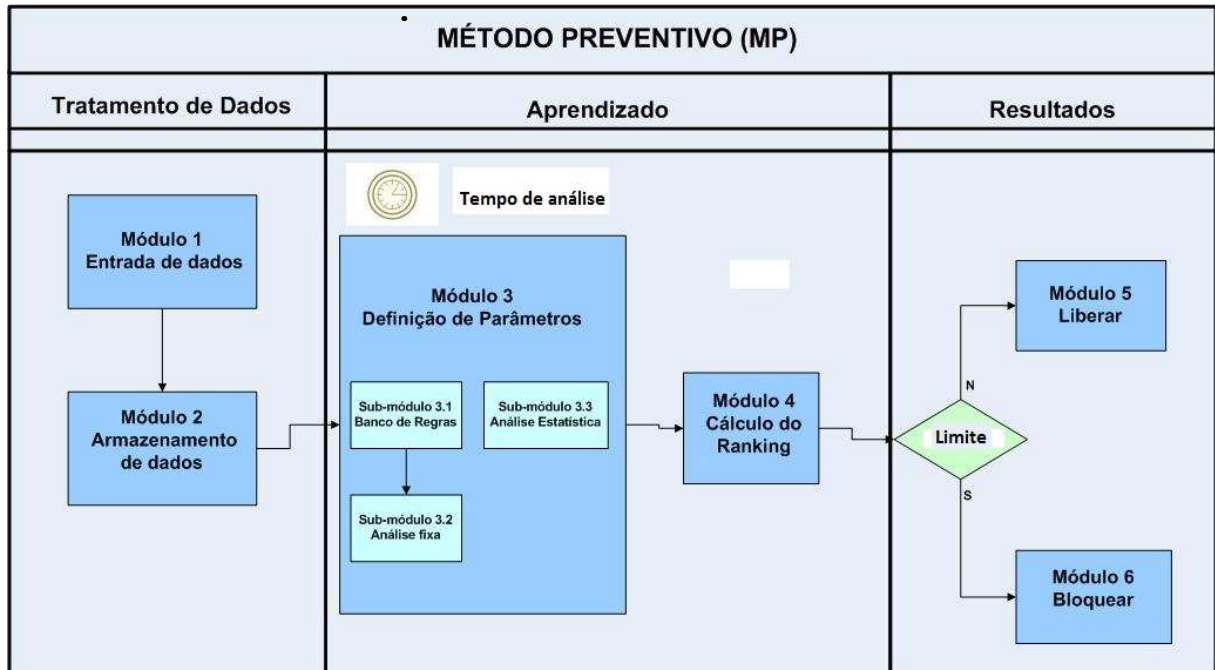 MÉTODO PREVENTIVO (MP)
Tratamento de Dados
Aprendizado
Resultados
Tempo de análise
Módulo 1
Entrada de dados
Módulo 2
Armazenamento
de dados
Módulo 3
Definição de Parâmetros
Sub-módulo 3.1
Banco de Regras
Sub-módulo 3.3
Análise Estatística
Sub-módulo 3.2
Análise fixa
Módulo 4
Cálculo do
Ranking
Limite
N
S
Módulo 5
Liberar
Módulo 6
Bloquear